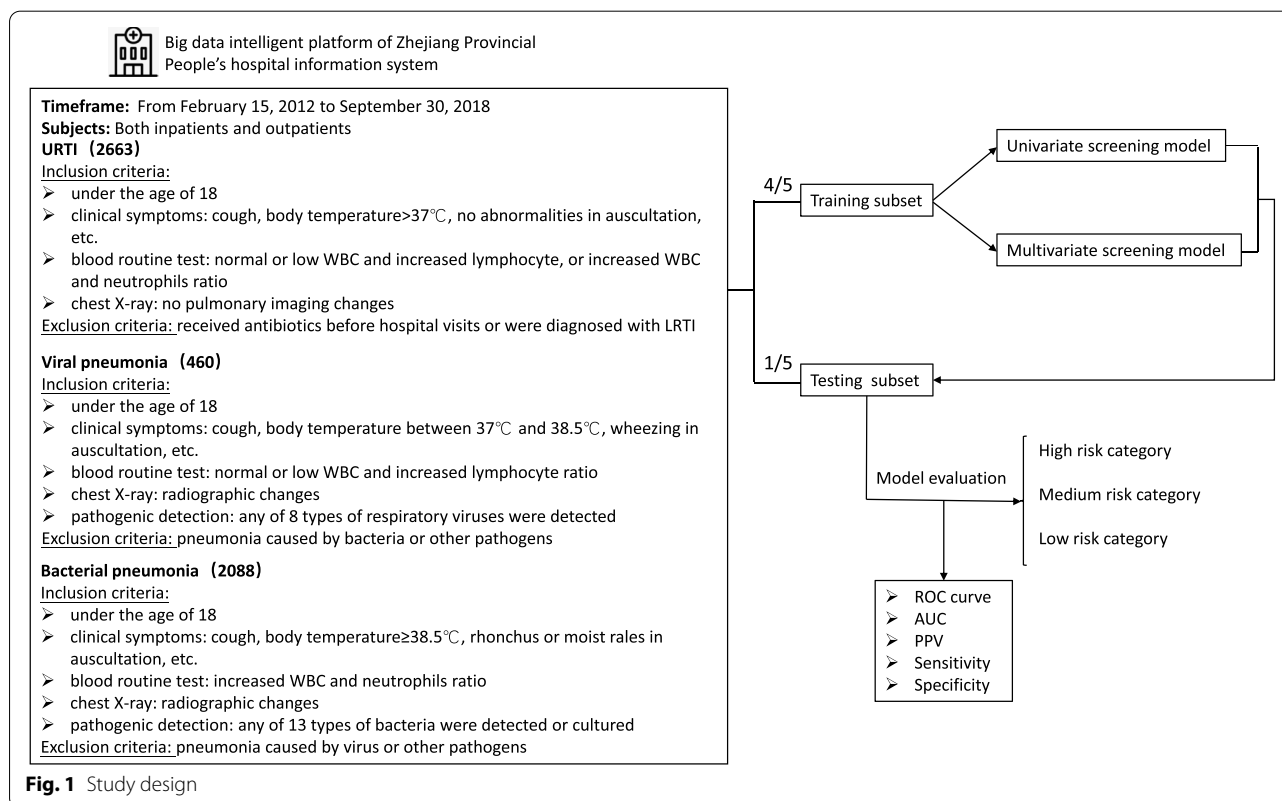 Big data intelligent platform of Zhejiang Provincial
People's hospital information system
Timeframe: From February 15, 2012 to September 30, 2018
Subjects: Both inpatients and outpatients
URTI (2663)
Inclusion criteria:
➢ under the age of 18
➢ clinical symptoms: cough, body temperature>37℃, no abnormalities in auscultation,
etc.
➢ blood routine test: normal or low WBC and increased lymphocyte, or increased WBC
and neutrophils ratio
➢ chest X-ray: no pulmonary imaging changes
Exclusion criteria: received antibiotics before hospital visits or were diagnosed with LRTI
Viral pneumonia (460)
Inclusion criteria:
➢ under the age of 18
➢ clinical symptoms: cough, body temperature between 37℃ and 38.5℃, wheezing in
auscultation, etc.
➢ blood routine test: normal or low WBC and increased lymphocyte ratio
➢ chest X-ray: radiographic changes
➢ pathogenic detection: any of 8 types of respiratory viruses were detected
Exclusion criteria: pneumonia caused by bacteria or other pathogens
Bacterial pneumonia (2088)
Inclusion criteria:
➢ under the age of 18
➢ clinical symptoms: cough, body temperature≥38.5℃, rhonchus or moist rales in
auscultation, etc.
➢ blood routine test: increased WBC and neutrophils ratio
➢ chest X-ray: radiographic changes
➢ pathogenic detection: any of 13 types of bacteria were detected or cultured
Exclusion criteria: pneumonia caused by virus or other pathogens
4/5
Training subset
Univariate screening model
Multivariate screening model
1/5
Testing subset
Model evaluation
High risk category
Medium risk category
Low risk category
➢ ROC curve
➢ AUC
➢ PPV
➢ Sensitivity
➢ Specificity
Fig. 1 Study design